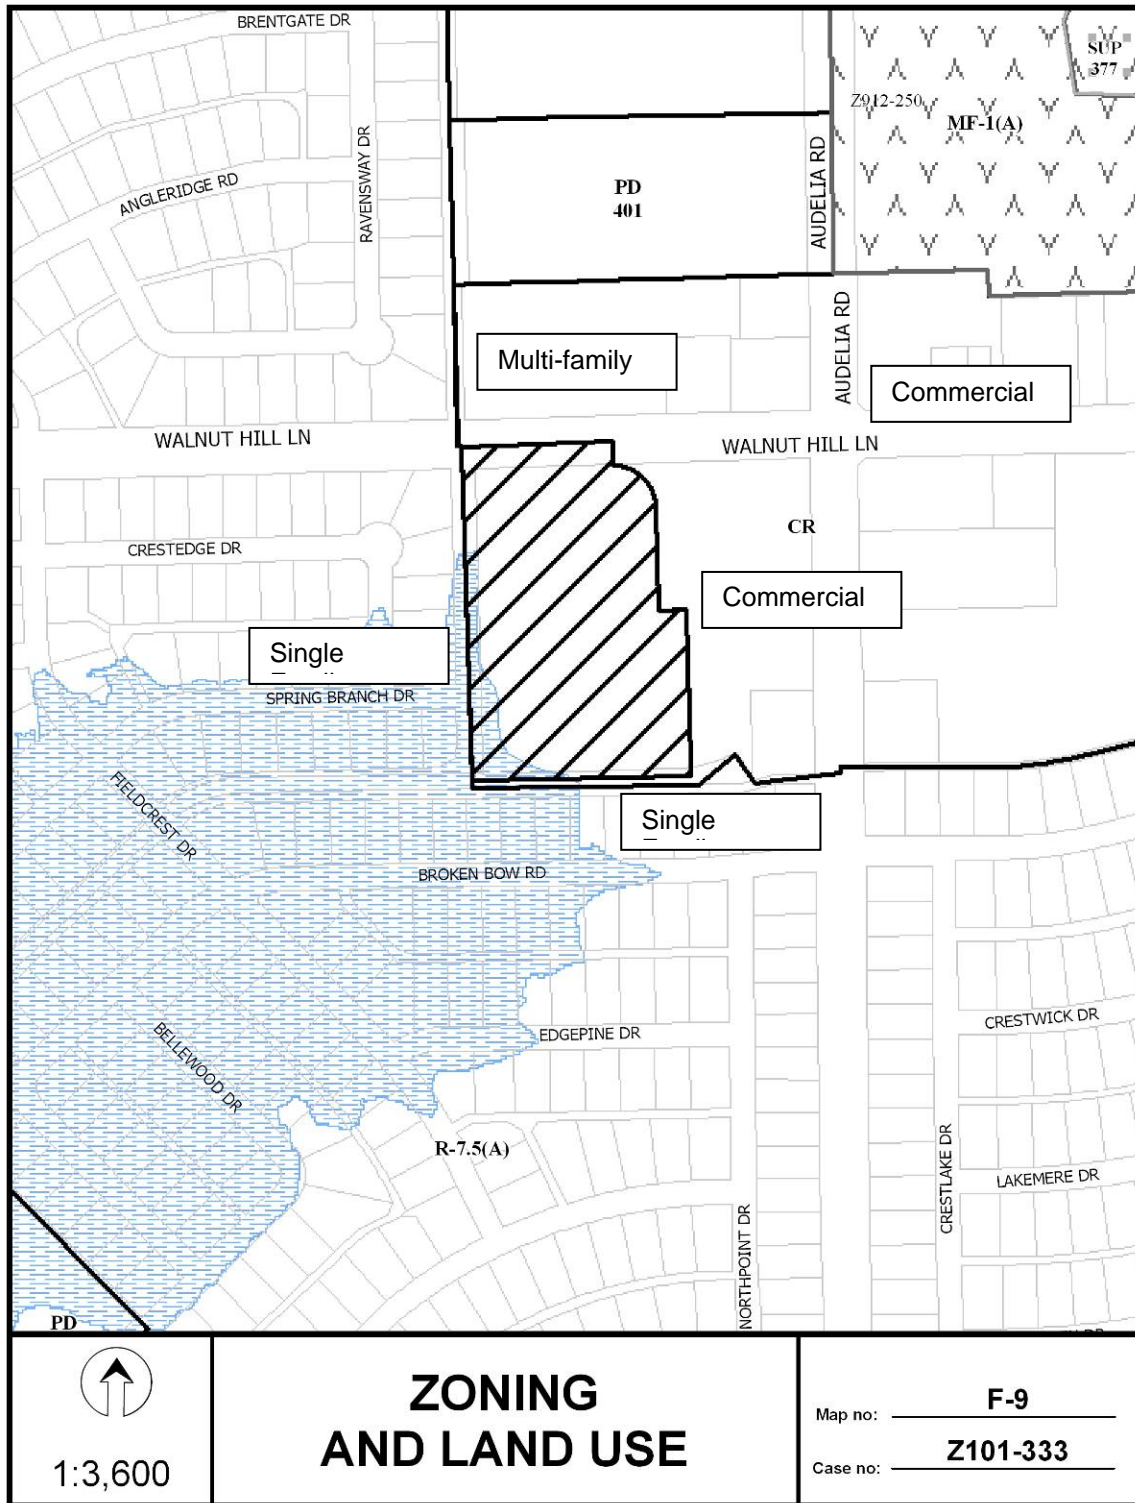 BRENTGATE DR
SUP
377
Z912-250
MF-1(A)
RAVENSWAY DR
ANGLERIDGE RD
PD
401
AUDELIA RD
AUDELIA RD
Multi-family
Commercial
WALNUT HILL LN
WALNUT HILL LN
CR
CRESTEDGE DR
Commercial
Single
SPRING BRANCH DR
FIELDCREST DR
Single
BROKEN BOW RD
BELLEWOOD DR
EDGEPINE DR
CRESTWICK DR
R-7.5(A)
CRESTLAKE DR
LAKEMERE DR
NORTHPOINT DR
PD
DR
1:3,600
ZONING
AND LAND USE
Map no: F-9
Case no: Z101-333